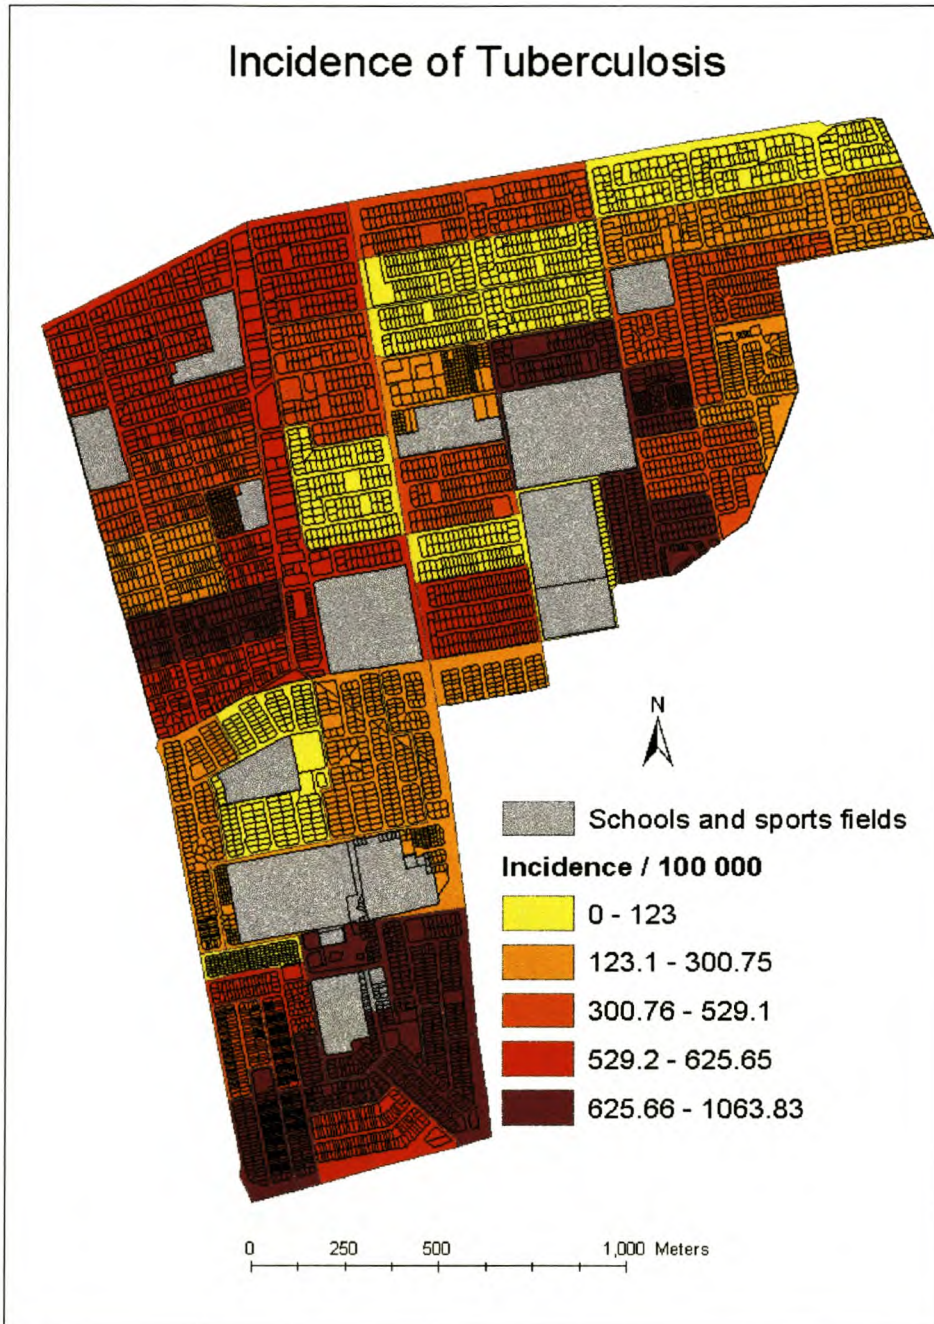 Incidence of Tuberculosis
N
Schools and sports fields
Incidence / 100 000
0 - 123
123.1 - 300.75
300.76 - 529.1
529.2 - 625.65
625.66 - 1063.83
0 250 500 1,000 Meters